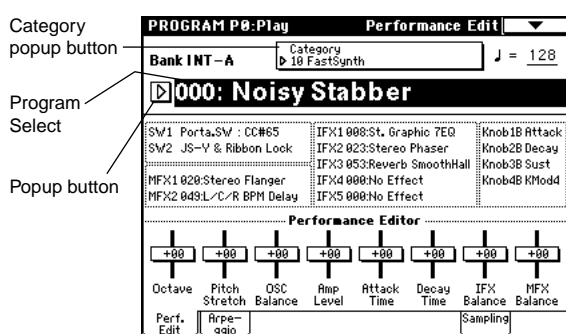 Category
popup button
Program
Select
Popup button
PROGRAM P0:Play Performance Edit
Bank INT-A
Category
10 FastSynth
♩ = 128
000: Noisy Stabber
SW1 Porta.SW : CC#65
SW2 JS-Y & Ribbon Lock
MFX1 020:Stereo Flanger
MFX2 049:L/C/R BPM Delay
IFX1 008:St. Graphic 7EQ
IFX2 023:Stereo Phaser
IFX3 053:Reverb SmoothHall
IFX4 000:No Effect
IFX5 000:No Effect
Knob1B Attack
Knob2B Decay
Knob3B Sust
Knob4B KMod4
Performance Editor
+00 +00 +00 +00 +00 +00 +00 +00
Octave Pitch Stretch OSC Balance Amp Level Attack Time Decay Time IFX Balance MFX Balance
Perf. Edit Arpe-ggio Sampling